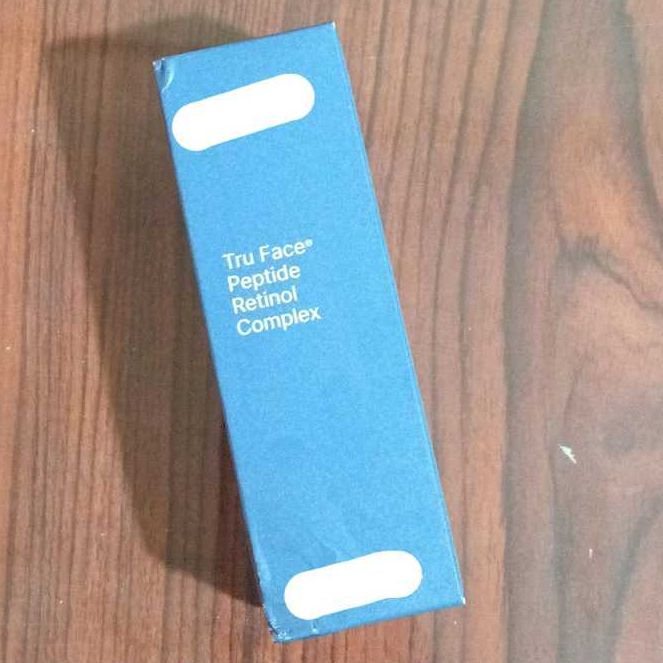 Tru Face®
Peptide
Retinol
Complex